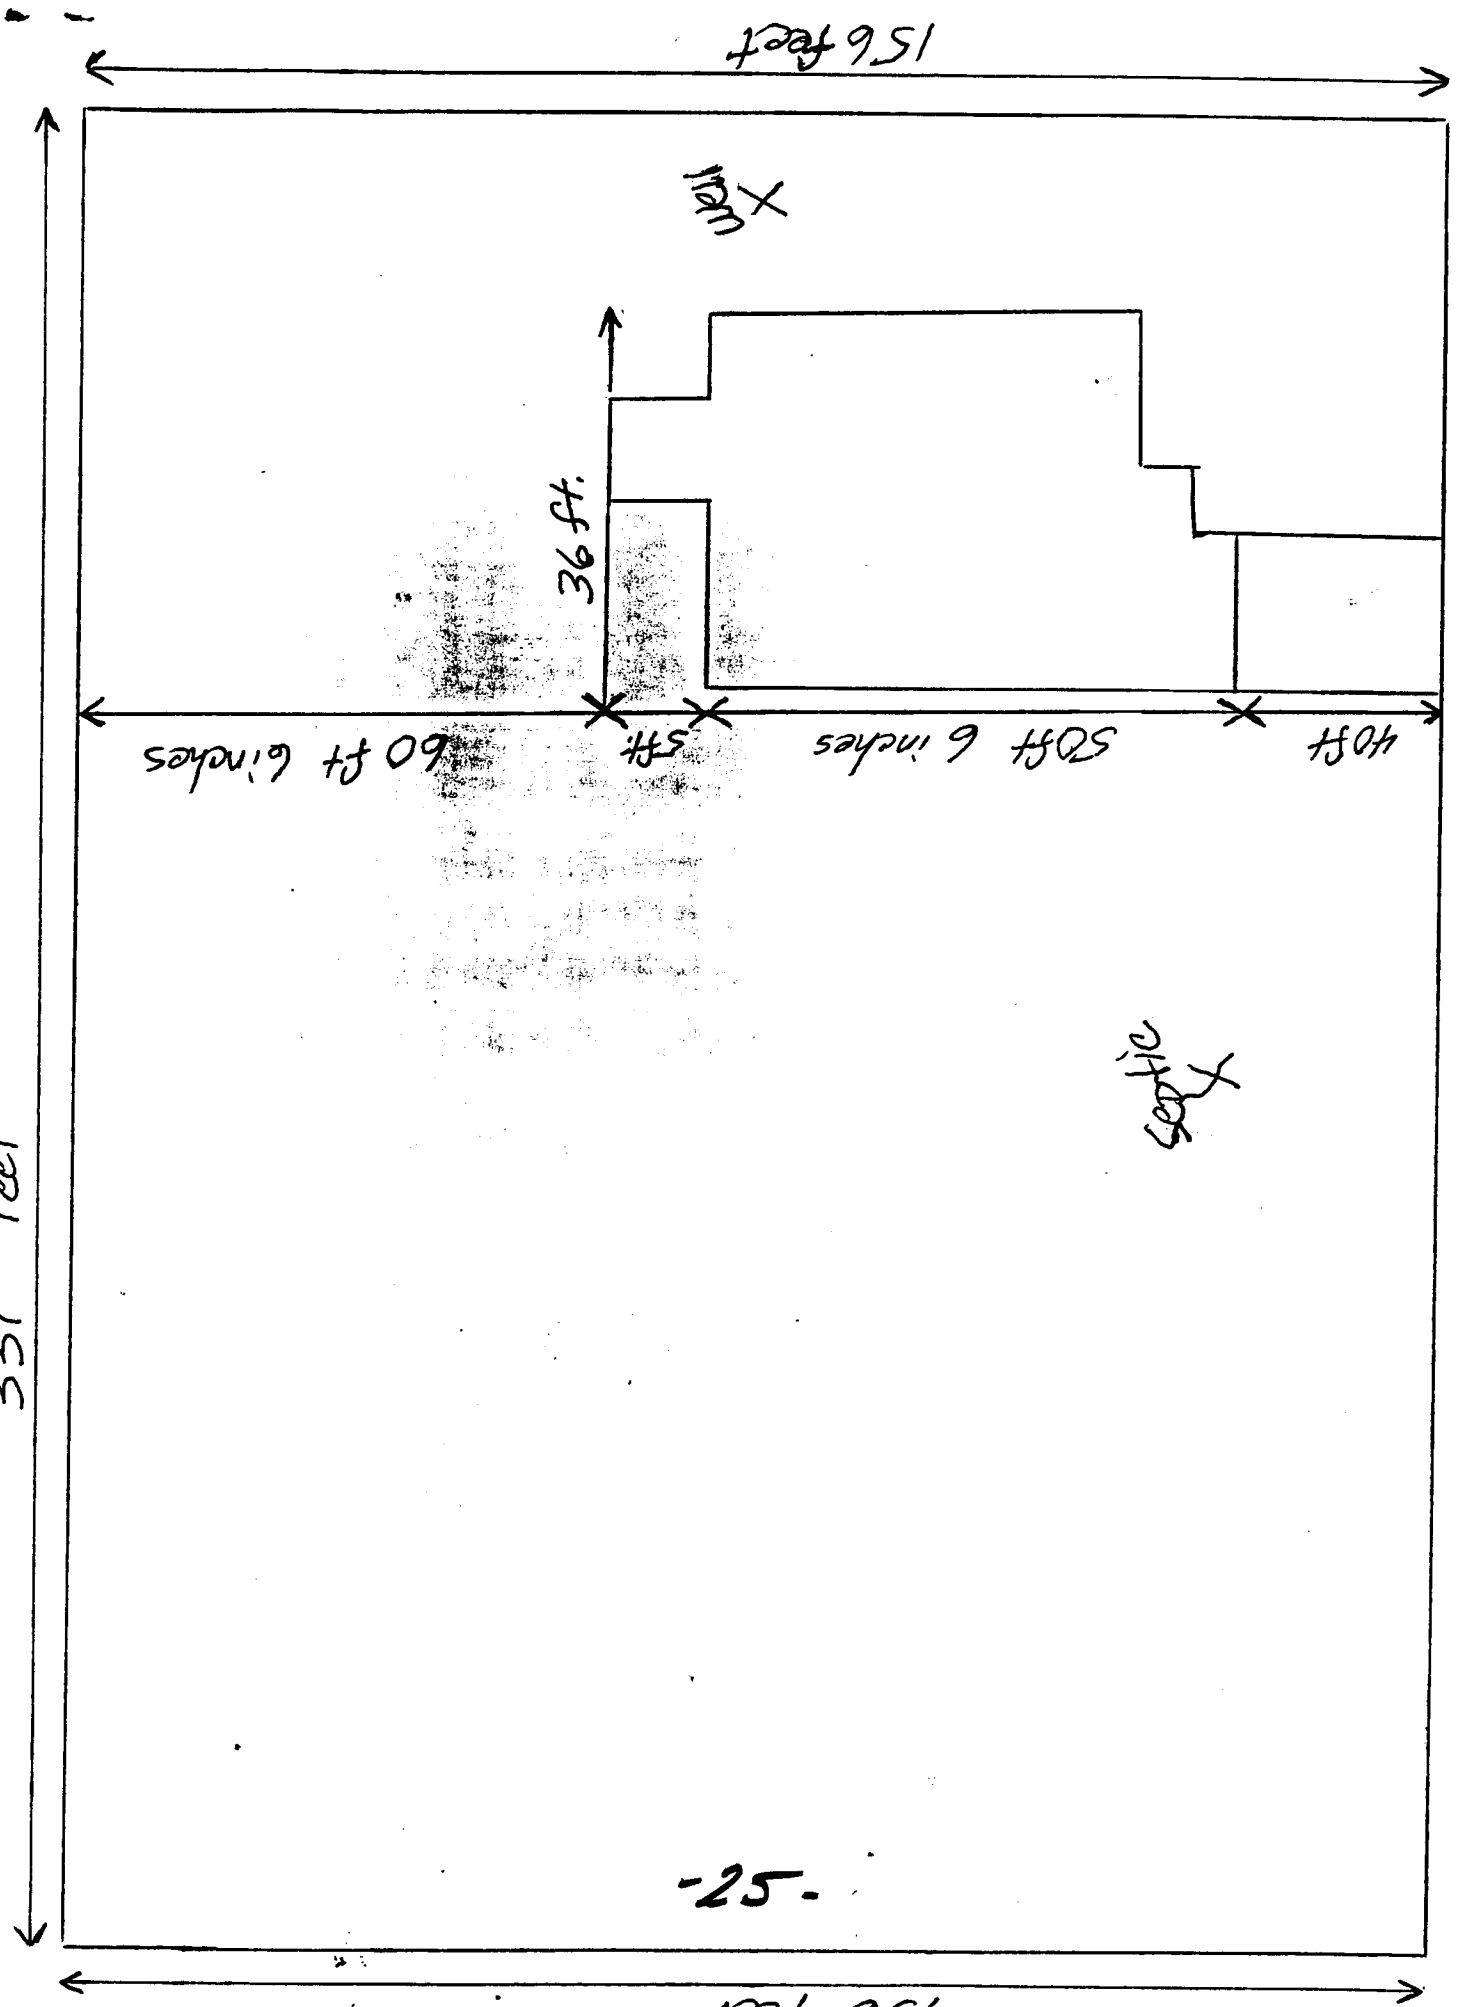 156 feet
well
36 ft.
60 ft 6 inches
5ft.
50ft 6 inches
40ft
septic
-25-